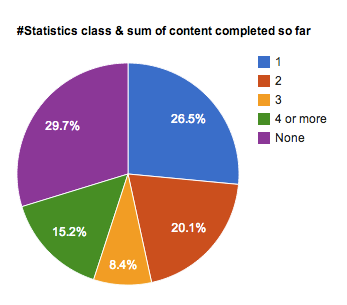 #Statistics class & sum of content completed so far
1
2
3
4 or more
None
26.5%
20.1%
8.4%
15.2%
29.7%